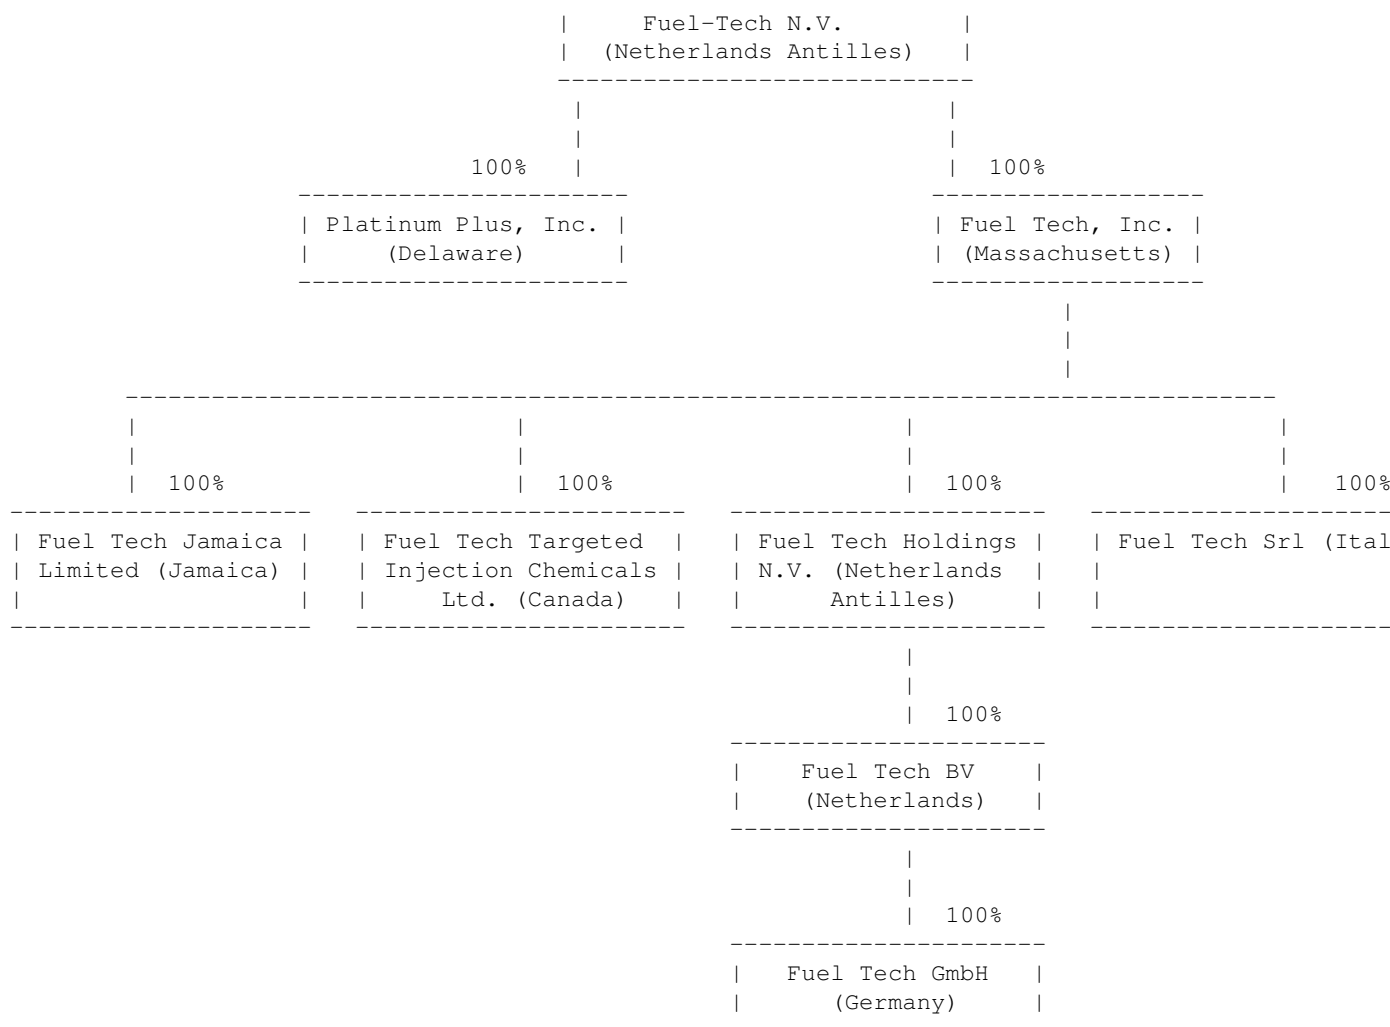 |     Fuel-Tech N.V.        |
|  (Netherlands Antilles)   |
-----------------------------
|                          |
|                          |
100%   |                          |  100%
-----------------------                     -------------------
| Platinum Plus, Inc. |                     | Fuel Tech, Inc. |
|     (Delaware)      |                     | (Massachusetts) |
-----------------------                     -------------------
|
|
|
--------------------------------------------------------------------------------
|                          |                          |                         |
|                          |                          |                         |
|  100%                    |  100%                    |  100%                   |   100%
---------------------   -----------------------   ----------------------   ---------------------
| Fuel Tech Jamaica |   | Fuel Tech Targeted  |   | Fuel Tech Holdings |   | Fuel Tech Srl (Ital
| Limited (Jamaica) |   | Injection Chemicals |   | N.V. (Netherlands  |   |
|                   |   |     Ltd. (Canada)   |   |      Antilles)     |   |
---------------------   -----------------------   ----------------------   ---------------------
|
|
|  100%
----------------------
|    Fuel Tech BV    |
|    (Netherlands)   |
----------------------
|
|
|  100%
----------------------
|   Fuel Tech GmbH   |
|      (Germany)     |